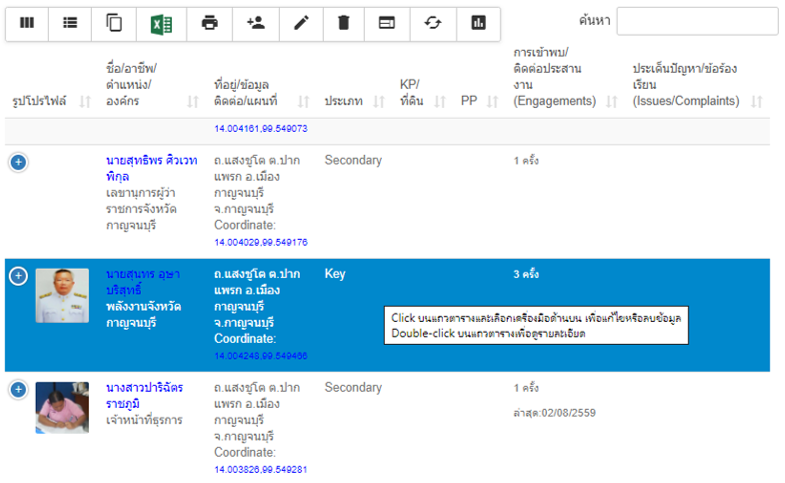 ค้นหา
รูปโปรไฟล์
ชื่อ/อาชีพ/
ตำแหน่ง/
องค์กร
ที่อยู่/ข้อมูล
ติดต่อ/แผนที่
ประเภท
KP/
ที่ดิน
PP
การเข้าพบ/
ติดต่อประสาน
งาน
(Engagements)
ประเด็นปัญหา/ข้อร้อง
เรียน
(Issues/Complaints)
14.004161,99.549073
นายสุทธิพร ศิวเวท
พิกุล
เลขานุการผู้ว่า
ราชการจังหวัด
กาญจนบุรี
ถ.แสงชูโต ต.ปาก
แพรก อ.เมือง
กาญจนบุรี
จ.กาญจนบุรี
Coordinate:
14.004029,99.549176
Secondary
1 ครั้ง
นายสุนทร อุษา
บริสุทธิ์
พลังงานจังหวัด
กาญจนบุรี
ถ.แสงชูโต ต.ปาก
แพรก อ.เมือง
กาญจนบุรี
จ.กาญจนบุรี
Coordinate:
14.004248,99.549466
Key
3 ครั้ง
Click บนแถวตารางและเลือกเครื่องมือด้านบน เพื่อแก้ไขหรือลบข้อมูล
Double-click บนแถวตารางเพื่อดูรายละเอียด
นางสาวปาริฉัตร
ราชภูมิ
เจ้าหน้าที่ธุรการ
ถ.แสงชูโต ต.ปาก
แพรก อ.เมือง
กาญจนบุรี
จ.กาญจนบุรี
Coordinate:
14.003826,99.549281
Secondary
1 ครั้ง
ล่าสุด:02/08/2559